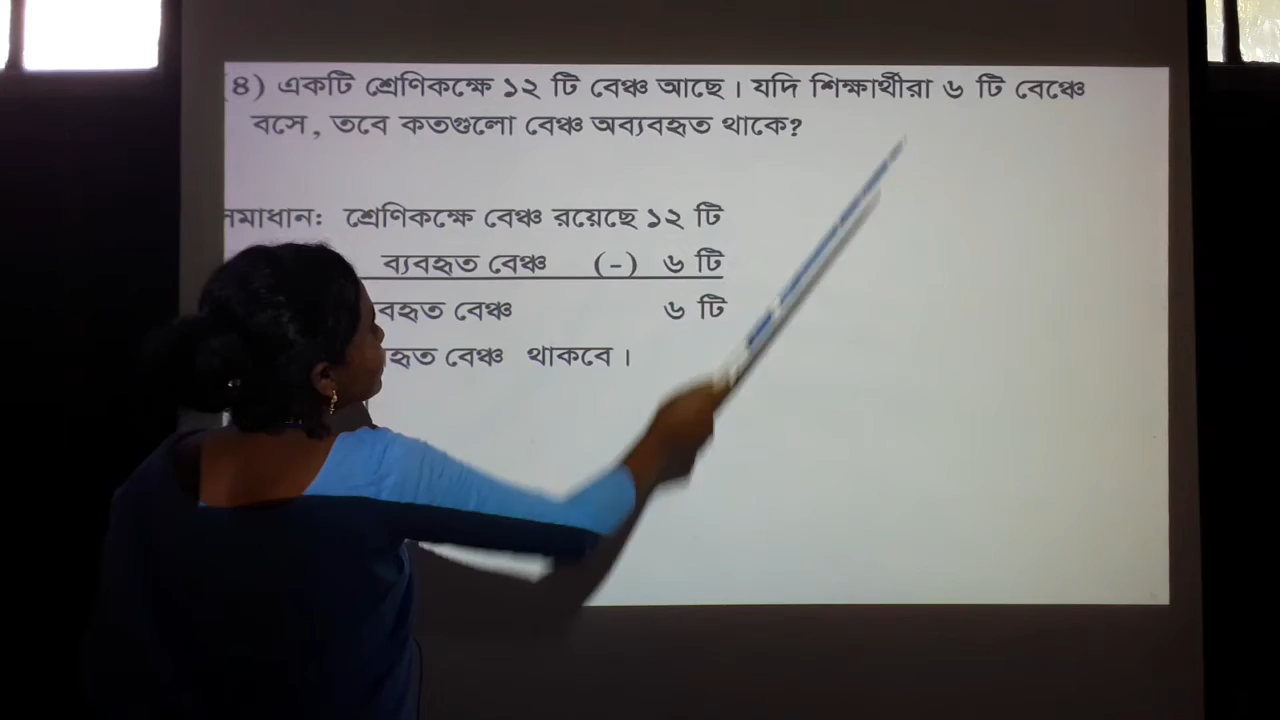 (৪) একটি শ্রেণিকক্ষে ১২ টি বেঞ্চ আছে। যদি শিক্ষার্থীরা ৬ টি বেঞ্চে
বসে, তবে কতগুলো বেঞ্চ অব্যবহৃত থাকে?
সমাধান: শ্রেণিকক্ষে বেঞ্চ রয়েছে ১২ টি
ব্যবহৃত বেঞ্চ (-) ৬ টি
বেঞ্চ ৬ টি
বেঞ্চ থাকবে।